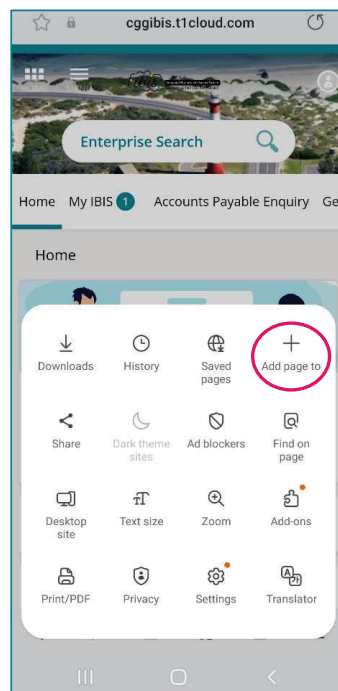 cggibis.t1cloud.com
ibis
Enterprise Search
Home My IBIS 1 Accounts Payable Enquiry Ge
Home
Downloads History Saved pages Add page to
Share Dark theme sites Ad blockers Find on page
Desktop site Text size Zoom Add-ons
Print/PDF Privacy Settings Translator